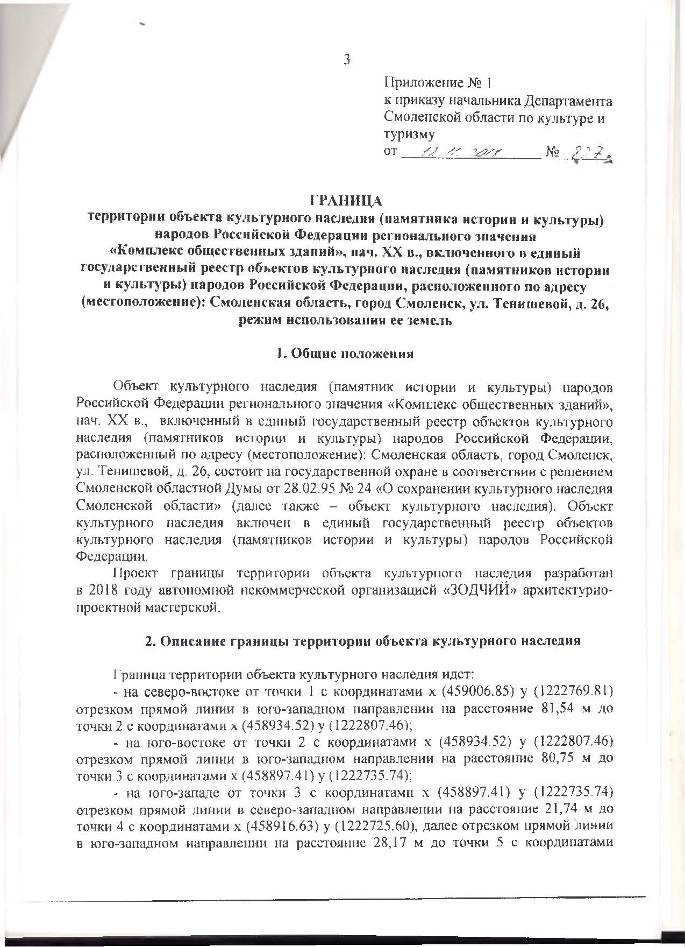 3
Приложение № 1
к приказу начальника Департамента
Смоленской области по культуре и
туризму
от 12.11.2018 № 227
ГРАНИЦА
территории объекта культурного наследия (памятника истории и культуры)
народов Российской Федерации регионального значения
«Комплекс общественных зданий», нач. XX в., включенного в единый
государственный реестр объектов культурного наследия (памятников истории
и культуры) народов Российской Федерации, расположенного по адресу
(местоположение): Смоленская область, город Смоленск, ул. Тенишевой, д. 26,
режим использования ее земель
1. Общие положения
Объект культурного наследия (памятник истории и культуры) народов
Российской Федерации регионального значения «Комплекс общественных зданий»,
нач. XX в., включенный в единый государственный реестр объектов культурного
наследия (памятников истории и культуры) народов Российской Федерации,
расположенный по адресу (местоположение): Смоленская область, город Смоленск,
ул. Тенишевой, д. 26, состоит на государственной охране в соответствии с решением
Смоленской областной Думы от 28.02.95 № 24 «О сохранении культурного наследия
Смоленской области» (далее также – объект культурного наследия). Объект
культурного наследия включен в единый государственный реестр объектов
культурного наследия (памятников истории и культуры) народов Российской
Федерации.
Проект границы территории объекта культурного наследия разработан
в 2018 году автономной некоммерческой организацией «ЗОДЧИЙ» архитектурно-
проектной мастерской.
2. Описание границы территории объекта культурного наследия
Граница территории объекта культурного наследия идет:
- на северо-востоке от точки 1 с координатами x (459006.85) y (1222769.81)
отрезком прямой линии в юго-западном направлении на расстояние 81,54 м до
точки 2 с координатами x (458934.52) y (1222807.46);
- на юго-востоке от точки 2 с координатами x (458934.52) y (1222807.46)
отрезком прямой линии в юго-западном направлении на расстояние 80,75 м до
точки 3 с координатами x (458897.41) y (1222735.74);
- на юго-западе от точки 3 с координатами x (458897.41) y (1222735.74)
отрезком прямой линии в северо-западном направлении на расстояние 21,74 м до
точки 4 с координатами x (458916.63) y (1222725.60), далее отрезком прямой линии
в юго-западном направлении на расстояние 28,17 м до точки 5 с координатами